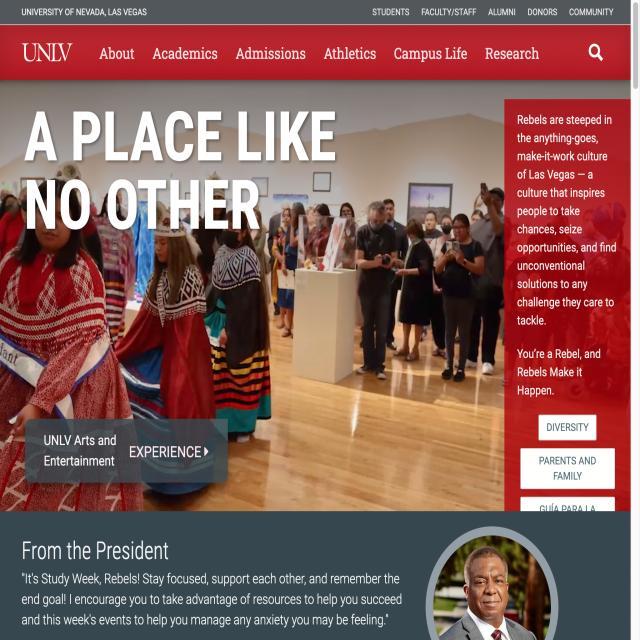 UNIVERSITY OF NEVADA, LAS VEGAS
STUDENTS FACULTY/STAFF ALUMNI DONORS COMMUNITY
UNLV About Academics Admissions Athletics Campus Life Research
A PLACE LIKE
NO OTHER
Rebels are steeped in
the anything-goes,
make-it-work culture
of Las Vegas — a
culture that inspires
people to take
chances, seize
opportunities, and find
unconventional
solutions to any
challenge they care to
tackle.
You're a Rebel, and
Rebels Make it
Happen.
DIVERSITY
PARENTS AND
FAMILY
GUÍA PARA LA
UNLV Arts and
Entertainment
EXPERIENCE
From the President
"It's Study Week, Rebels! Stay focused, support each other, and remember the
end goal! I encourage you to take advantage of resources to help you succeed
and this week's events to help you manage any anxiety you may be feeling."